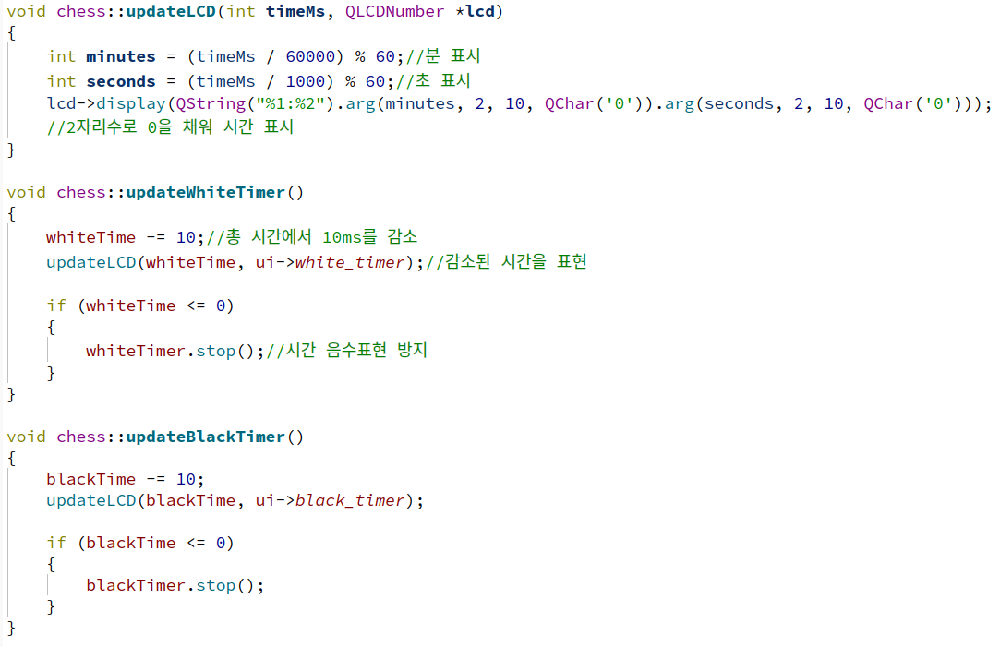 void chess::updateLCD(int timeMs, QLCDNumber *lcd)
{
    int minutes = (timeMs / 60000) % 60;//분 표시
    int seconds = (timeMs / 1000) % 60;//초 표시
    lcd->display(QString("%1:%2").arg(minutes, 2, 10, QChar('0')).arg(seconds, 2, 10, QChar('0')));
    //2자리수로 0을 채워 시간 표시
}

void chess::updateWhiteTimer()
{
    whiteTime -= 10;//총 시간에서 10ms를 감소
    updateLCD(whiteTime, ui->white_timer);//감소된 시간을 표현

    if (whiteTime <= 0)
    {
        whiteTimer.stop();//시간 음수표현 방지
    }
}

void chess::updateBlackTimer()
{
    blackTime -= 10;
    updateLCD(blackTime, ui->black_timer);

    if (blackTime <= 0)
    {
        blackTimer.stop();
    }
}